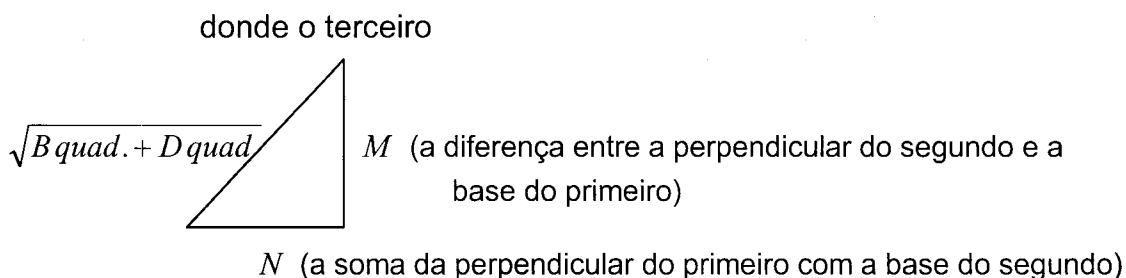 donde o terceiro
√B quad. + D quad
M (a diferença entre a perpendicular do segundo e a
base do primeiro)
N (a soma da perpendicular do primeiro com a base do segundo)